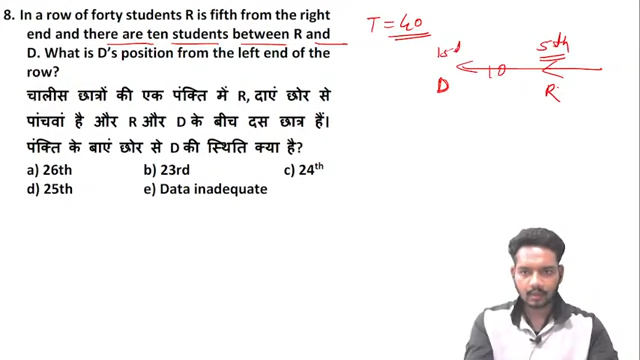 8. In a row of forty students R is fifth from the right
end and there are ten students between R and
D. What is D's position from the left end of the
row?
चालीस छात्रों की एक पंक्ति में R, दाएं छोर से
पांचवां है और R और D के बीच दस छात्र हैं।
पंक्ति के बाएं छोर से D की स्थिति क्या है?
a) 26th b) 23rd c) 24th
d) 25th e) Data inadequate
T = 40
5th
10
D R